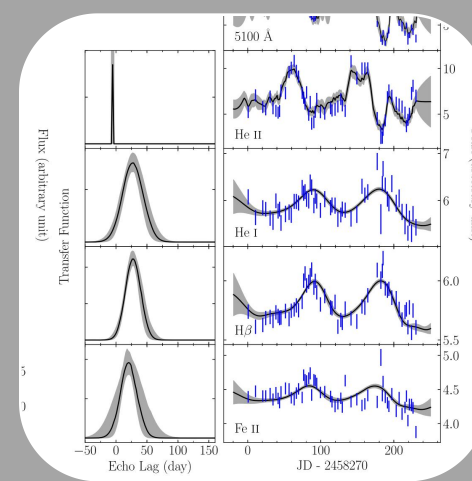 5100 Å
10
5
He II
7
6
He I
6.0
5.5
Hβ
5.0
4.5
4.0
Fe II
Flux (arbitrary unit)
Transfer Function
−50 0 50 100 150
Echo Lag (day)
0 100 200
JD - 2458270